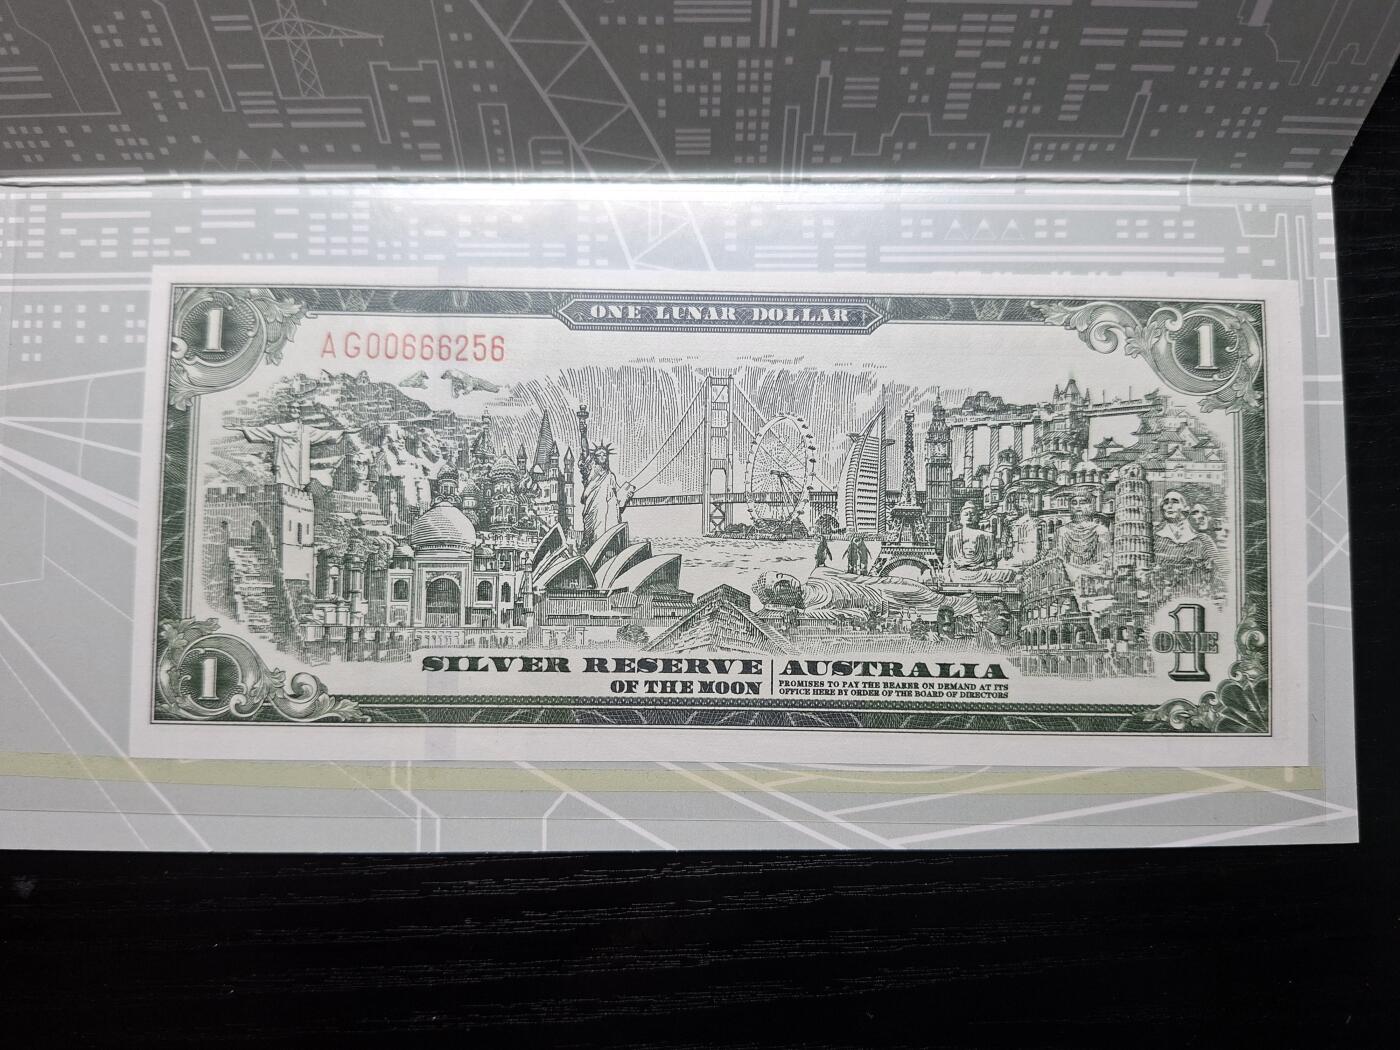 ONE LUNAR DOLLAR
1
1
AG00666256
1
1
ONE
SILVER RESERVE
OF THE MOON
AUSTRALIA
PROMISES TO PAY THE BEARER ON DEMAND AT ITS
OFFICE HERE BY ORDER OF THE BOARD OF DIRECTORS